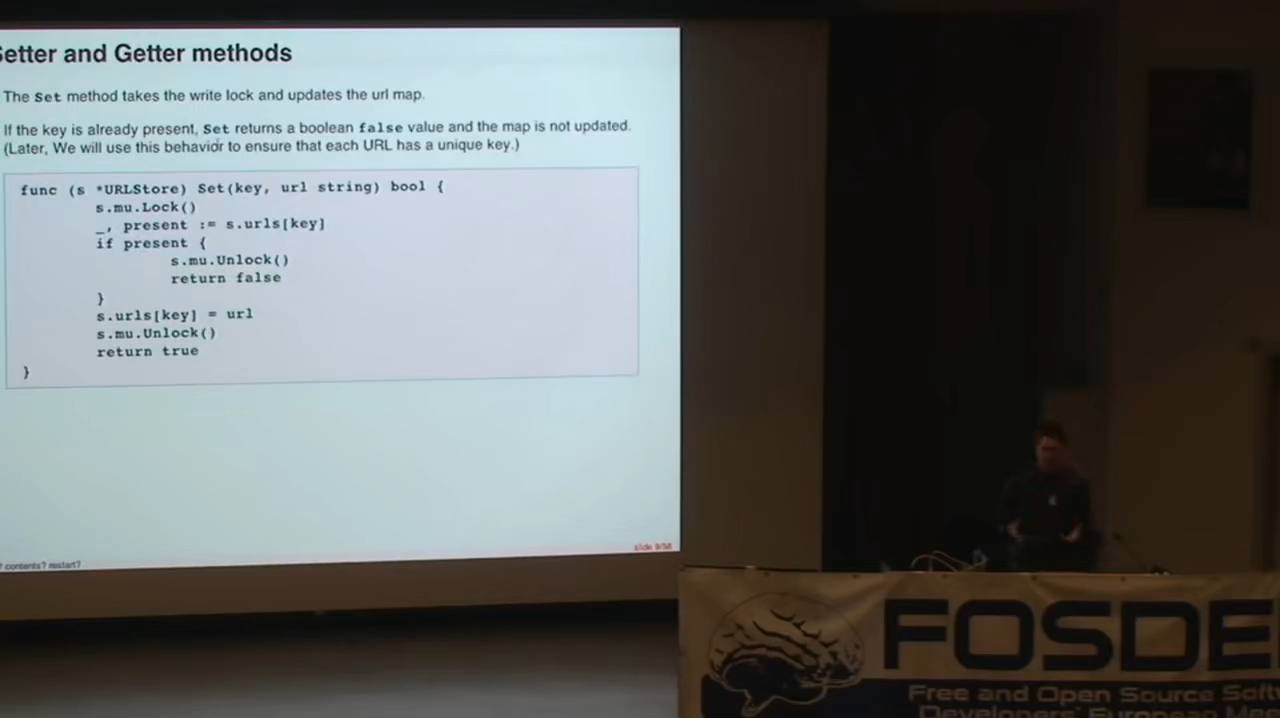 etter and Getter methods
The Set method takes the write lock and updates the url map.
If the key is already present, Set returns a boolean false value and the map is not updated.
(Later, We will use this behavior to ensure that each URL has a unique key.)
func (s *URLStore) Set(key, url string) bool {
s.mu.Lock()
_, present := s.urls[key]
if present {
s.mu.Unlock()
return false
}
s.urls[key] = url
s.mu.Unlock()
return true
}
slide 9/58
contents? restart?
FOSDE
Free and Open Source Soft
Developers' European Mee